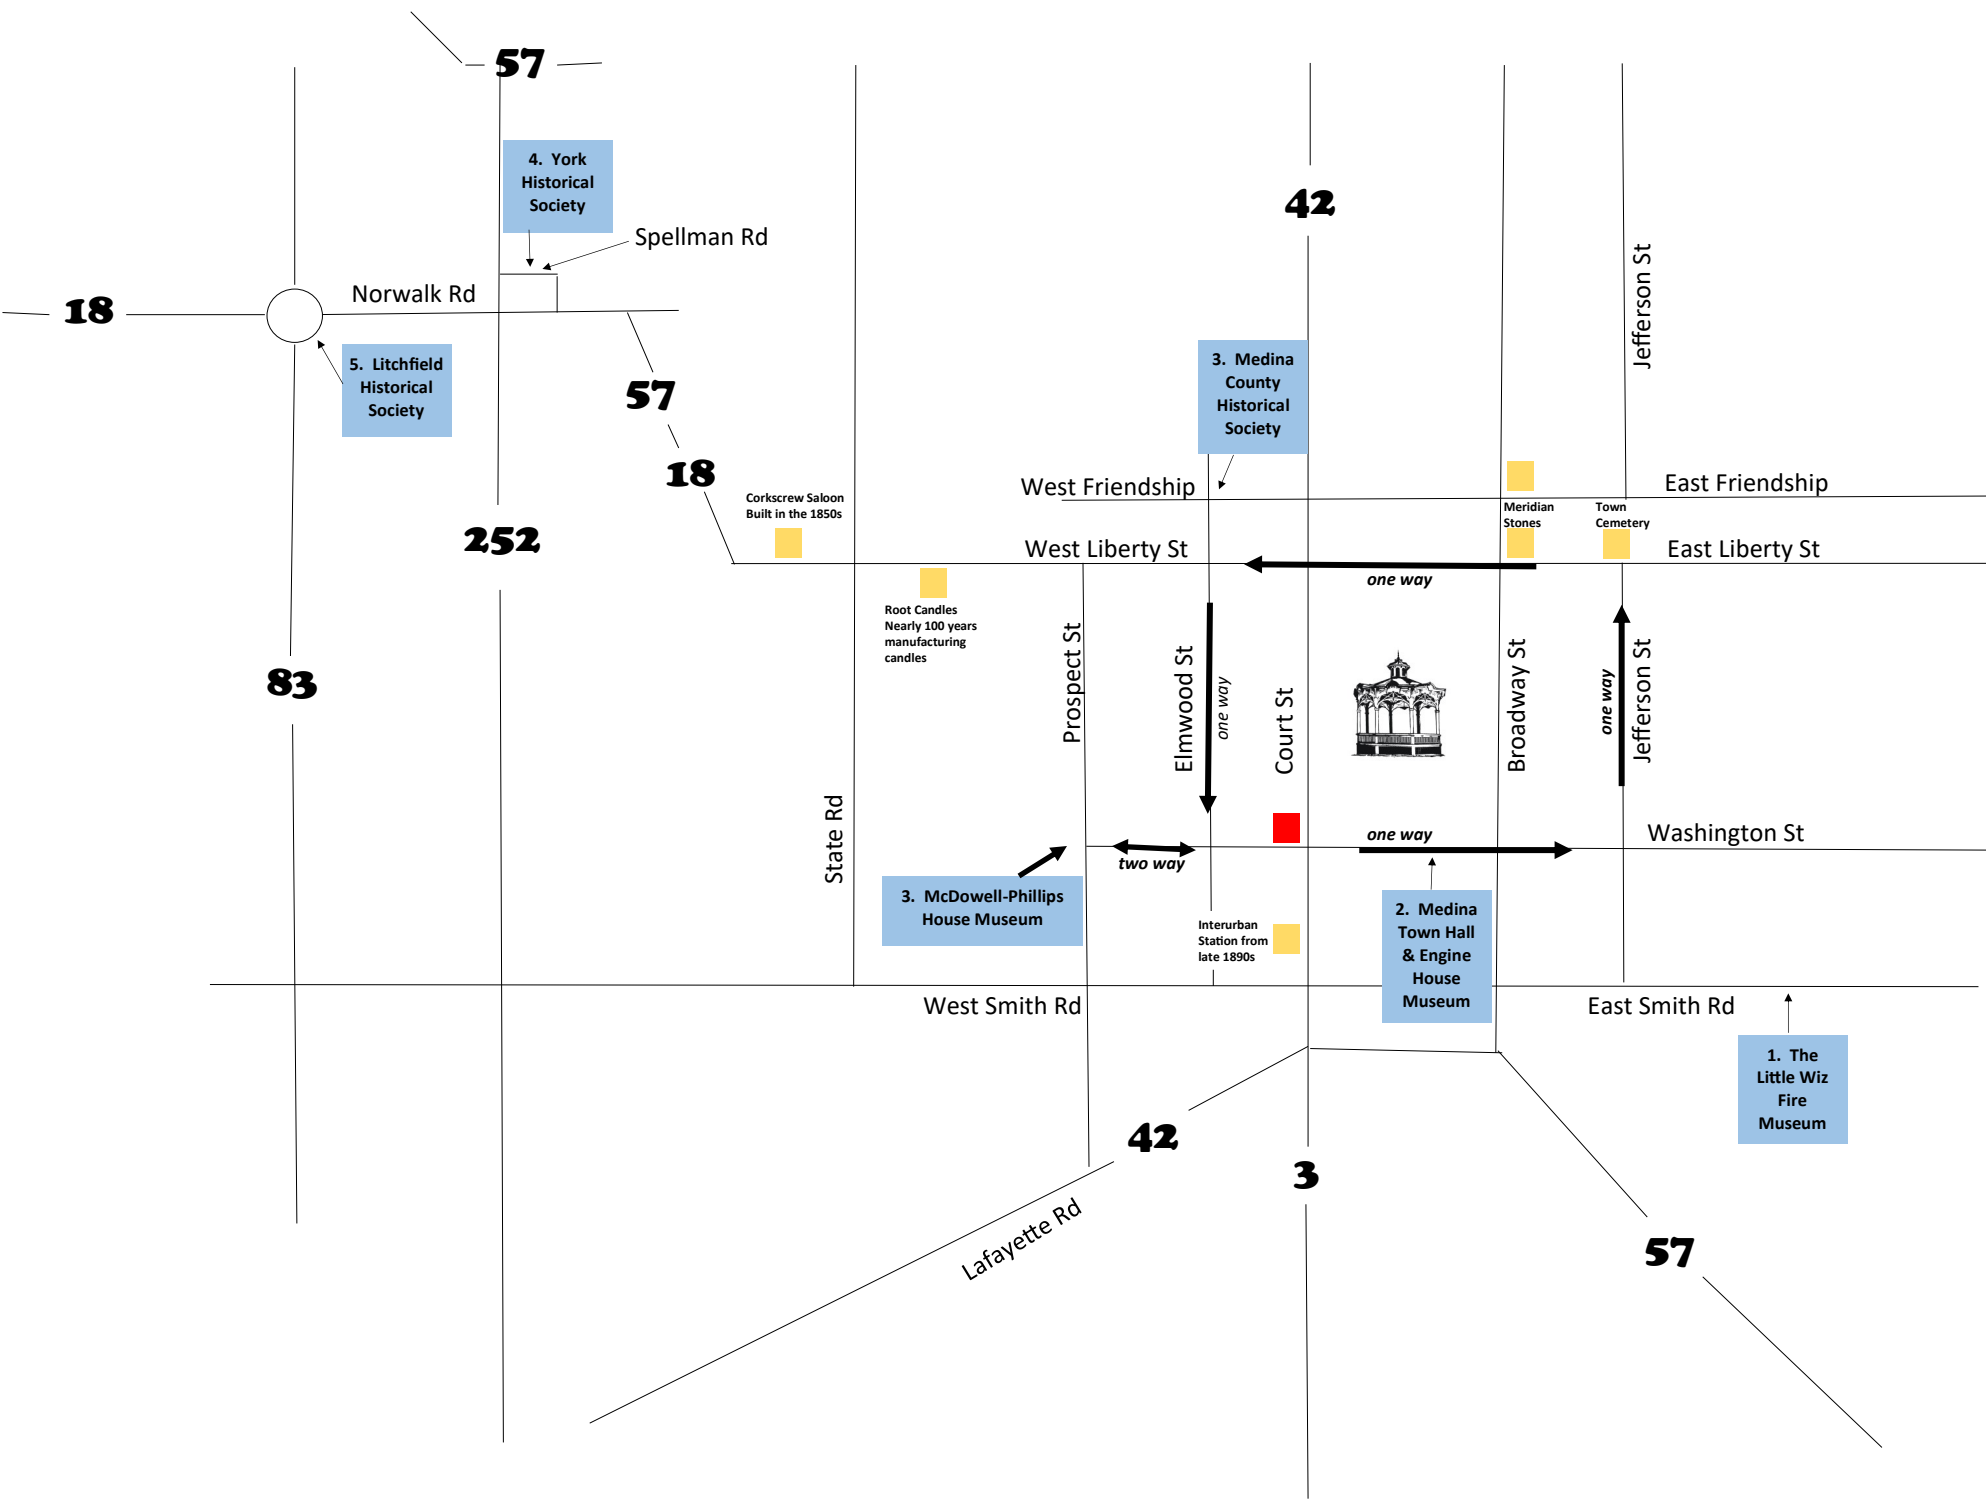 57
4. York
Historical
Society
Spellman Rd
42
Norwalk Rd
18
Jefferson St
5. Litchfield
Historical
Society
57
3. Medina
County
Historical
Society
18
West Friendship
East Friendship
Corkscrew Saloon
Built in the 1850s
Meridian
Stones
Town
Cemetery
252
West Liberty St
East Liberty St
one way
Root Candles
Nearly 100 years
manufacturing
candles
83
Prospect St
Elmwood St
one way
Court St
Broadway St
one way
Jefferson St
State Rd
one way
Washington St
two way
3. McDowell-Phillips
House Museum
2. Medina
Town Hall
& Engine
House
Museum
Interurban
Station from
late 1890s
West Smith Rd
East Smith Rd
1. The
Little Wiz
Fire
Museum
42
3
Lafayette Rd
57